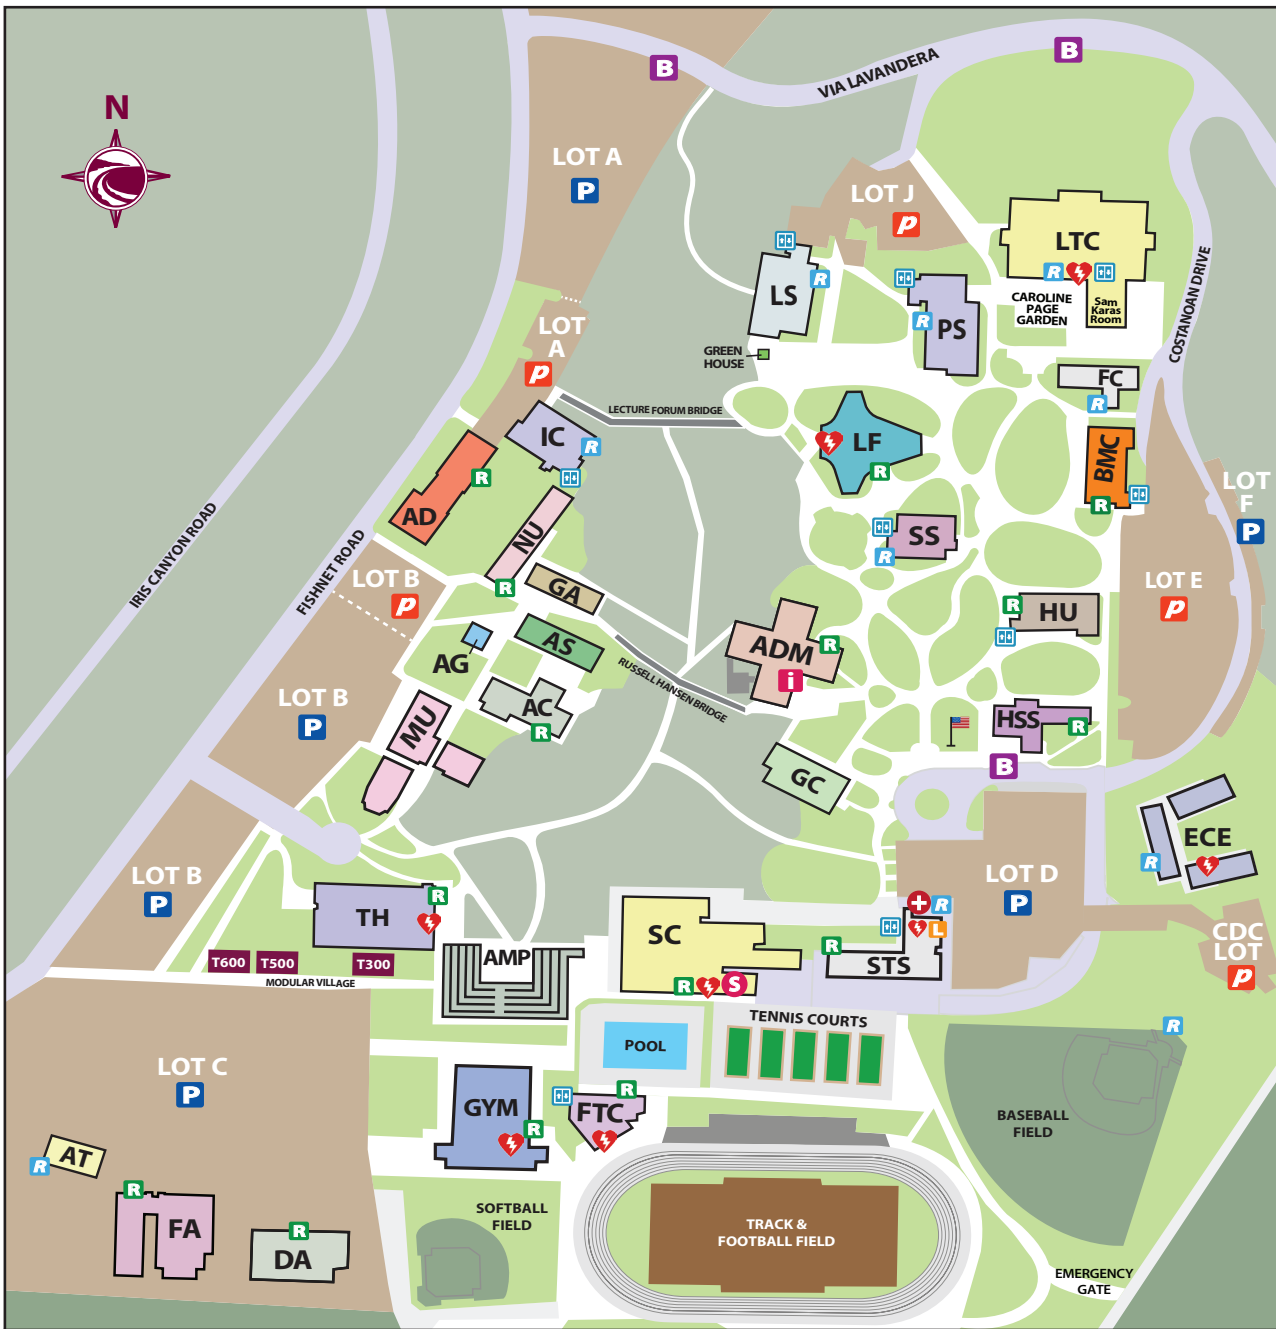 N
B
B
VIA LAVANDERA
LOT A
P
LOT J
P
LTC
R
Sam
Karas
Room
CAROLINE
PAGE
GARDEN
COSTANOAN DRIVE
LS
R
PS
R
GREEN
HOUSE
LOT
A
P
FC
R
LECTURE FORUM BRIDGE
IC
R
LF
R
BMC
R
LOT
F
P
AD
R
NU
R
SS
R
IRIS CANYON ROAD
FISHNET ROAD
LOT B
P
GA
LOT E
P
HU
R
AS
AG
ADM
R
i
RUSSELL HANSEN BRIDGE
LOT B
P
MU
AC
R
HSS
R
B
GC
ECE
R
LOT B
P
LOT D
P
TH
R
SC
R
S
STS
R
R
L
CDC
LOT
P
AMP
T600
T500
T300
MODULAR VILLAGE
TENNIS COURTS
POOL
R
LOT C
P
GYM
R
FTC
R
BASEBALL
FIELD
AT
R
R
FA
R
DA
SOFTBALL
FIELD
TRACK &
FOOTBALL FIELD
EMERGENCY
GATE